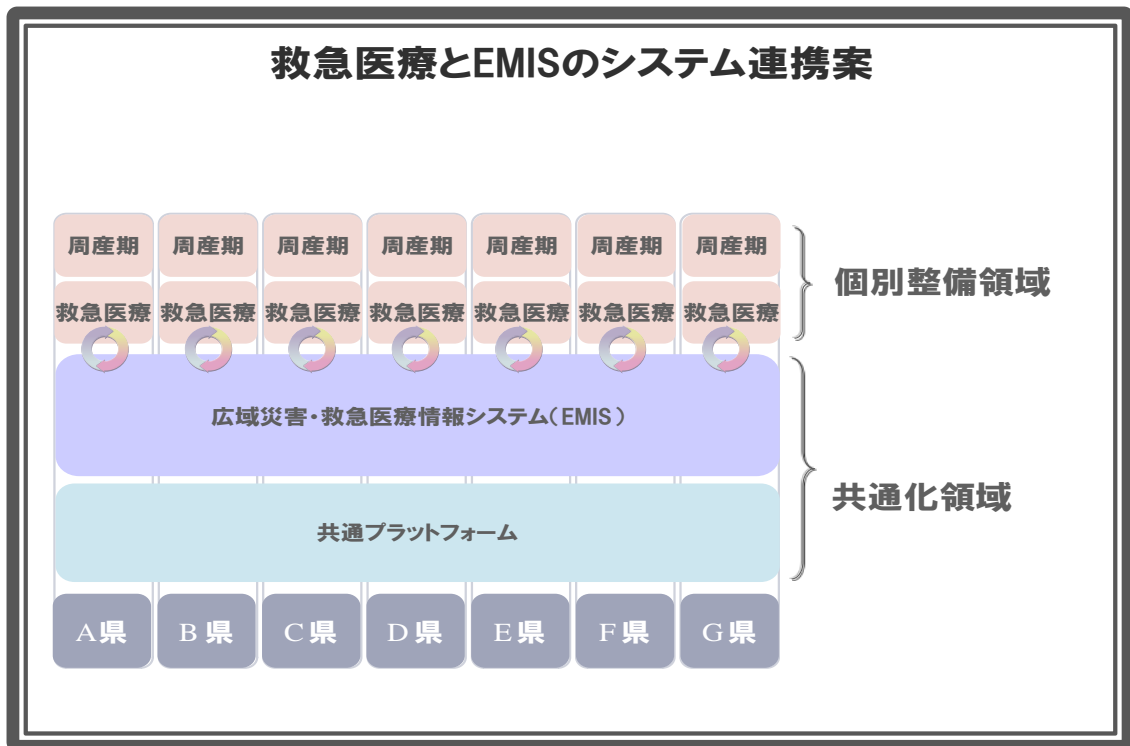 救急医療とEMISのシステム連携案
周産期 周産期 周産期 周産期 周産期 周産期 周産期
個別整備領域
救急医療 救急医療 救急医療 救急医療 救急医療 救急医療 救急医療
広域災害・救急医療情報システム（EMIS）
共通化領域
共通プラットフォーム
A県 B県 C県 D県 E県 F県 G県